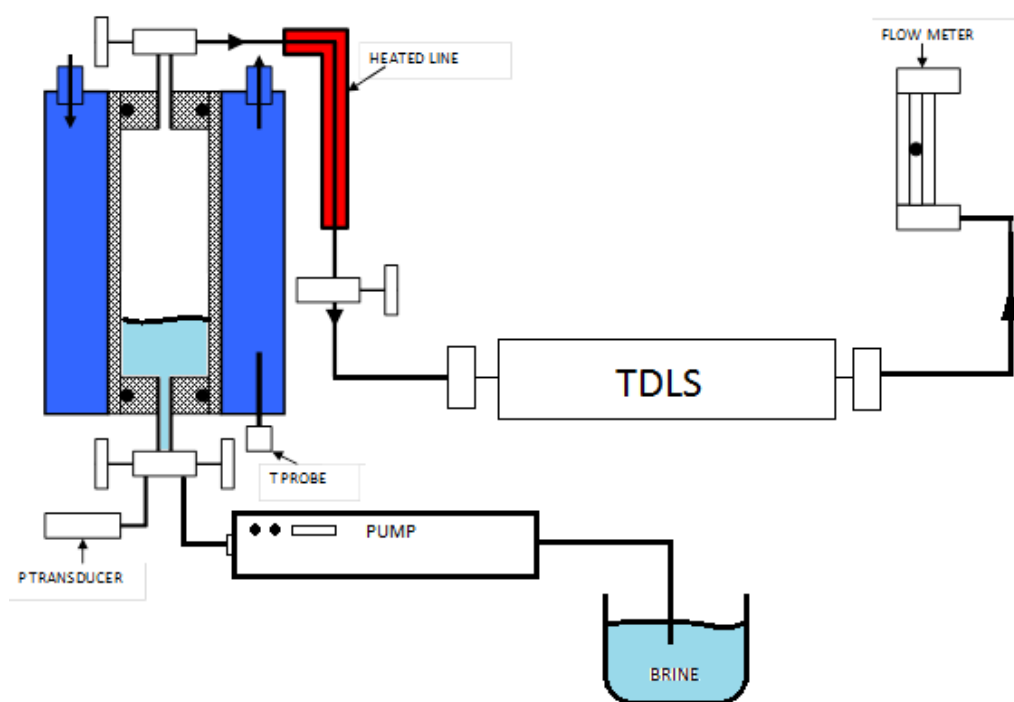 FLOW METER
HEATED LINE
TDLS
T PROBE
PUMP
P TRANSDUCER
BRINE